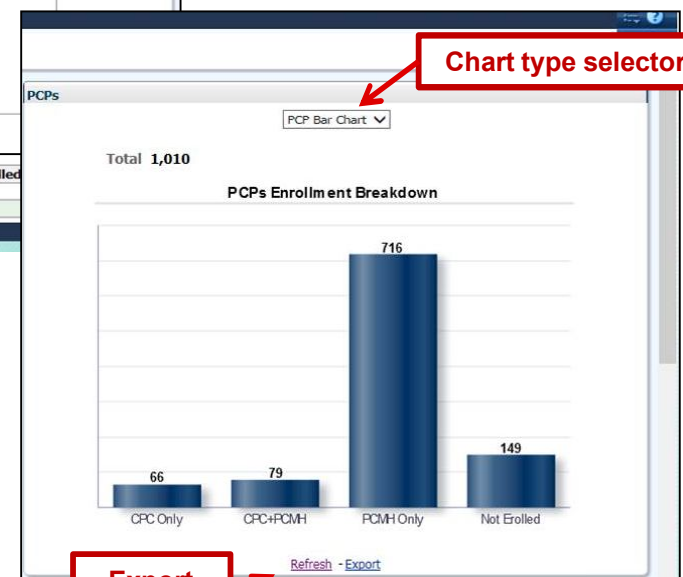 Chart type selector
PCPs
PCP Bar Chart
Total 1,010
lled
PCPs Enrollment Breakdown
716
149
79
66
CPC Only CPC+PCMH PCMH Only Not Erolled
Refresh - Export
Export